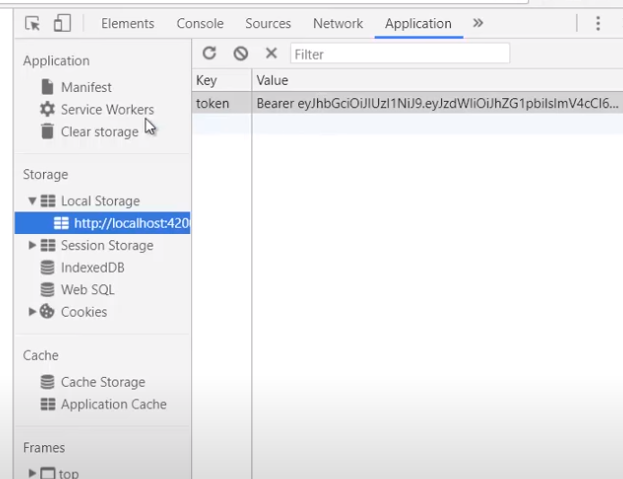 Elements Console Sources Network Application »
Application
Manifest
Service Workers
Clear storage
Storage
Local Storage
http://localhost:420
Session Storage
IndexedDB
Web SQL
Cookies
Cache
Cache Storage
Application Cache
Frames
top
Filter
Key Value
token Bearer eyJhbGciOiJIUzI1NiJ9.eyJzdWIiOiJhZG1pbiIsImV4cCI6...